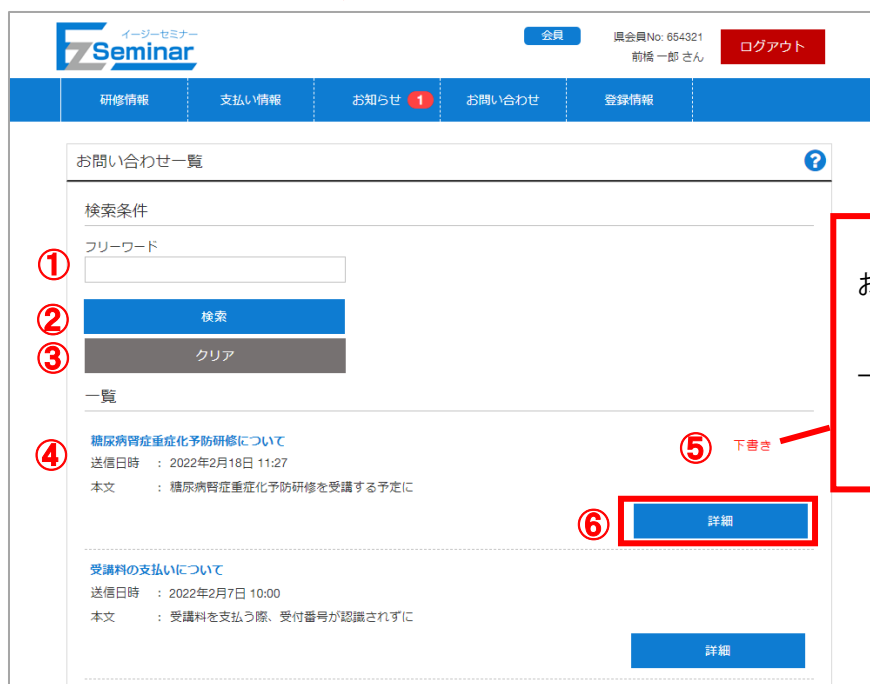 イージーセミナー
EZ Seminar
会員
県会員No: 654321
前橋 一郎 さん
ログアウト
研修情報
支払い情報
お知らせ 1
お問い合わせ
登録情報
お問い合わせ一覧
?
検索条件
フリーワード
①
② 検索
③ クリア
一覧
④ 糖尿病腎症重症化予防研修について
⑤ 下書き
送信日時 : 2022年2月18日 11:27
本文 : 糖尿病腎症重症化予防研修を受講する予定に
⑥ 詳細
受講料の支払いについて
送信日時 : 2022年2月7日 10:00
本文 : 受講料を支払う際、受付番号が認識されずに
詳細